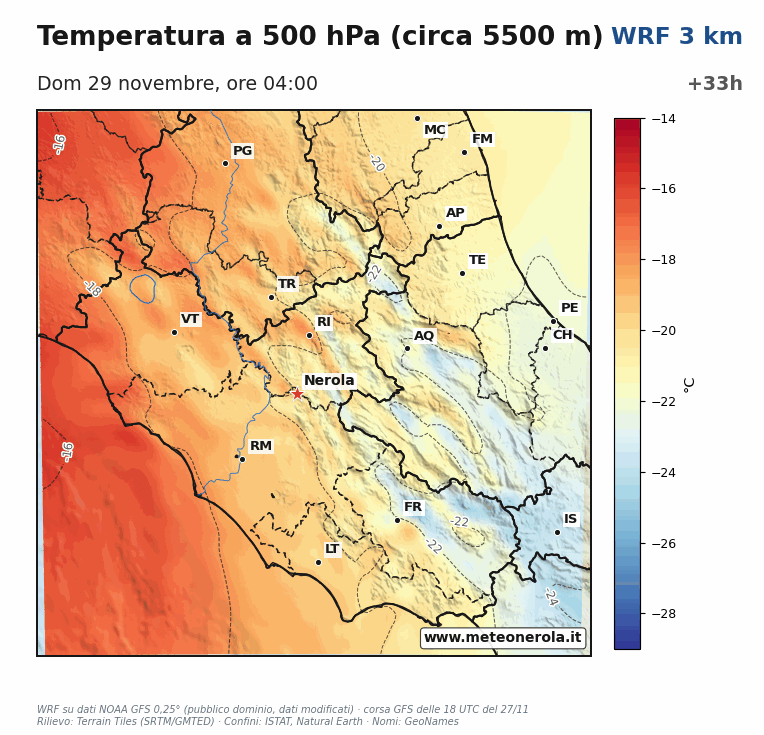 Temperatura a 500 hPa (circa 5500 m) WRF 3 km
Dom 29 novembre, ore 04:00 +33h
-16
PG
MC
FM
-20
AP
-18
TR
-22
TE
VT
RI
AQ
PE
CH
Nerola
-16
RM
FR
-22
IS
LT
-22
-24
www.meteonerola.it
−14
−16
−18
−20
−22
−24
−26
−28
°C
WRF su dati NOAA GFS 0,25° (pubblico dominio, dati modificati) · corsa GFS delle 18 UTC del 27/11
Rilievo: Terrain Tiles (SRTM/GMTED) · Confini: ISTAT, Natural Earth · Nomi: GeoNames